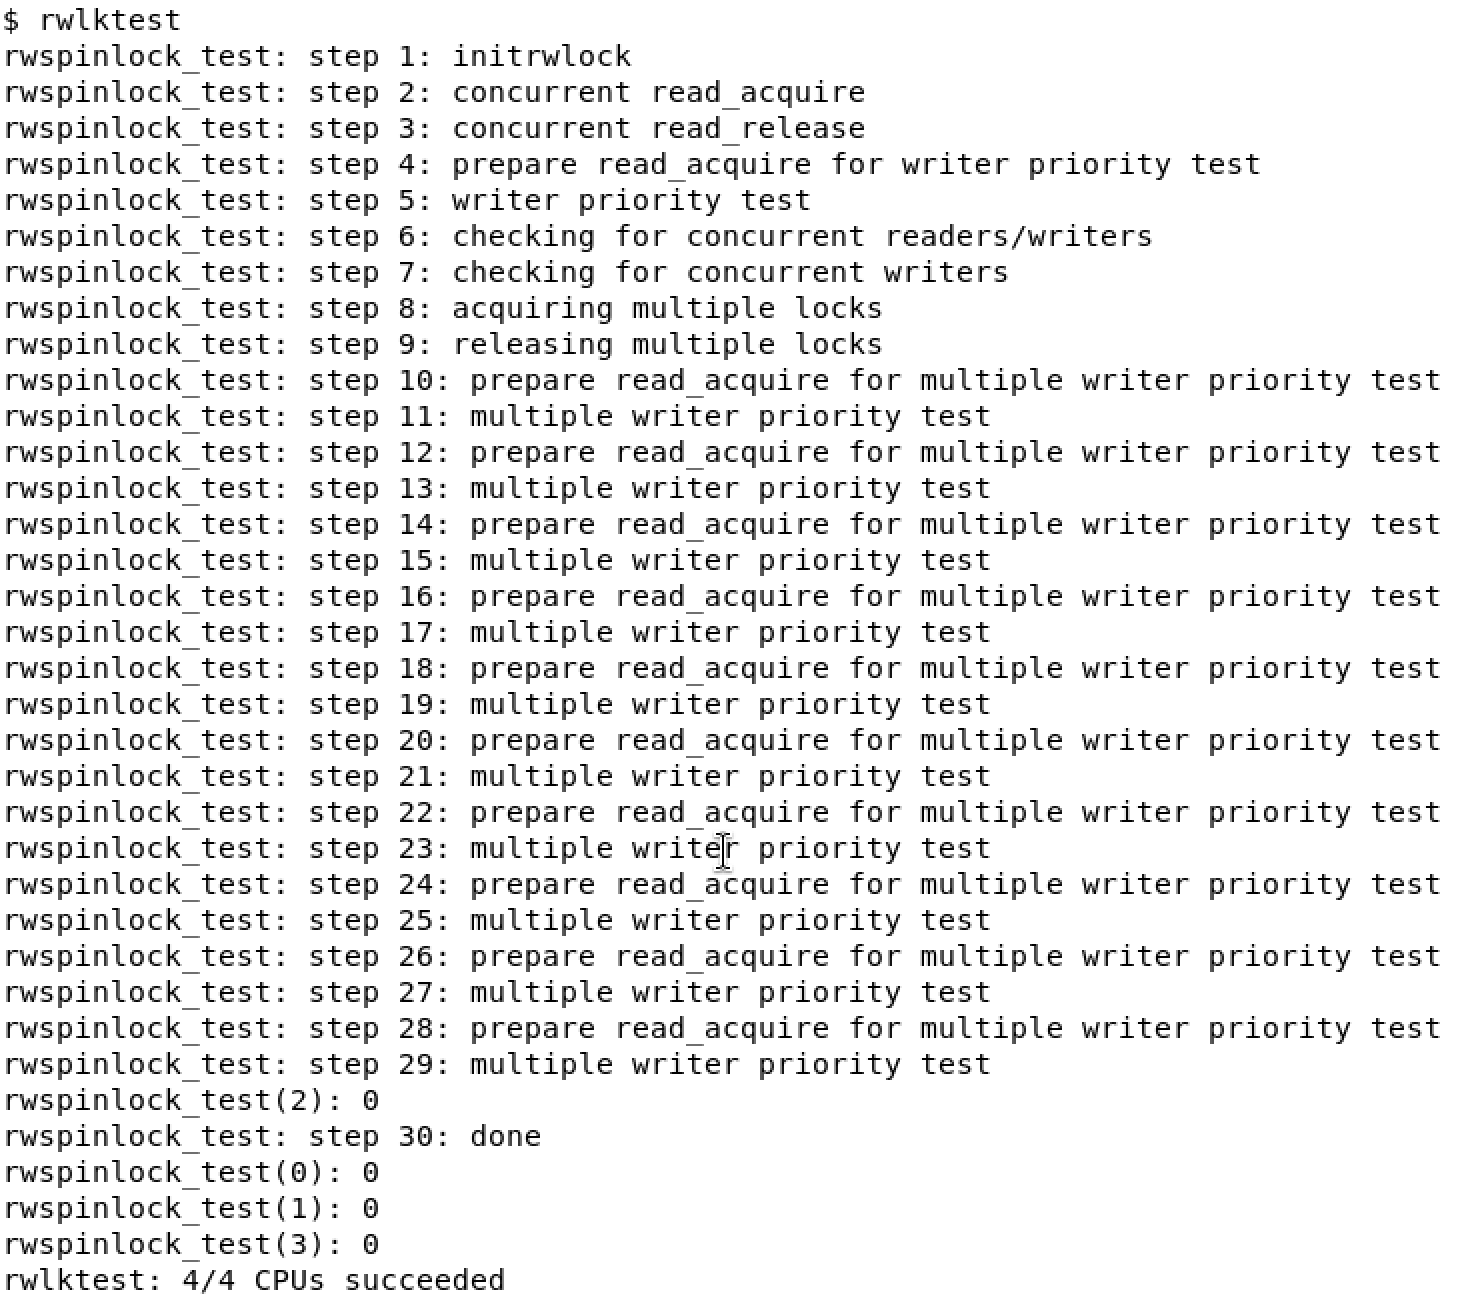 $ rwlktest
rwspinlock_test: step 1: initrwlock
rwspinlock_test: step 2: concurrent read_acquire
rwspinlock_test: step 3: concurrent read_release
rwspinlock_test: step 4: prepare read_acquire for writer priority test
rwspinlock_test: step 5: writer priority test
rwspinlock_test: step 6: checking for concurrent readers/writers
rwspinlock_test: step 7: checking for concurrent writers
rwspinlock_test: step 8: acquiring multiple locks
rwspinlock_test: step 9: releasing multiple locks
rwspinlock_test: step 10: prepare read_acquire for multiple writer priority test
rwspinlock_test: step 11: multiple writer priority test
rwspinlock_test: step 12: prepare read_acquire for multiple writer priority test
rwspinlock_test: step 13: multiple writer priority test
rwspinlock_test: step 14: prepare read_acquire for multiple writer priority test
rwspinlock_test: step 15: multiple writer priority test
rwspinlock_test: step 16: prepare read_acquire for multiple writer priority test
rwspinlock_test: step 17: multiple writer priority test
rwspinlock_test: step 18: prepare read_acquire for multiple writer priority test
rwspinlock_test: step 19: multiple writer priority test
rwspinlock_test: step 20: prepare read_acquire for multiple writer priority test
rwspinlock_test: step 21: multiple writer priority test
rwspinlock_test: step 22: prepare read_acquire for multiple writer priority test
rwspinlock_test: step 23: multiple writer priority test
rwspinlock_test: step 24: prepare read_acquire for multiple writer priority test
rwspinlock_test: step 25: multiple writer priority test
rwspinlock_test: step 26: prepare read_acquire for multiple writer priority test
rwspinlock_test: step 27: multiple writer priority test
rwspinlock_test: step 28: prepare read_acquire for multiple writer priority test
rwspinlock_test: step 29: multiple writer priority test
rwspinlock_test(2): 0
rwspinlock_test: step 30: done
rwspinlock_test(0): 0
rwspinlock_test(1): 0
rwspinlock_test(3): 0
rwlktest: 4/4 CPUs succeeded